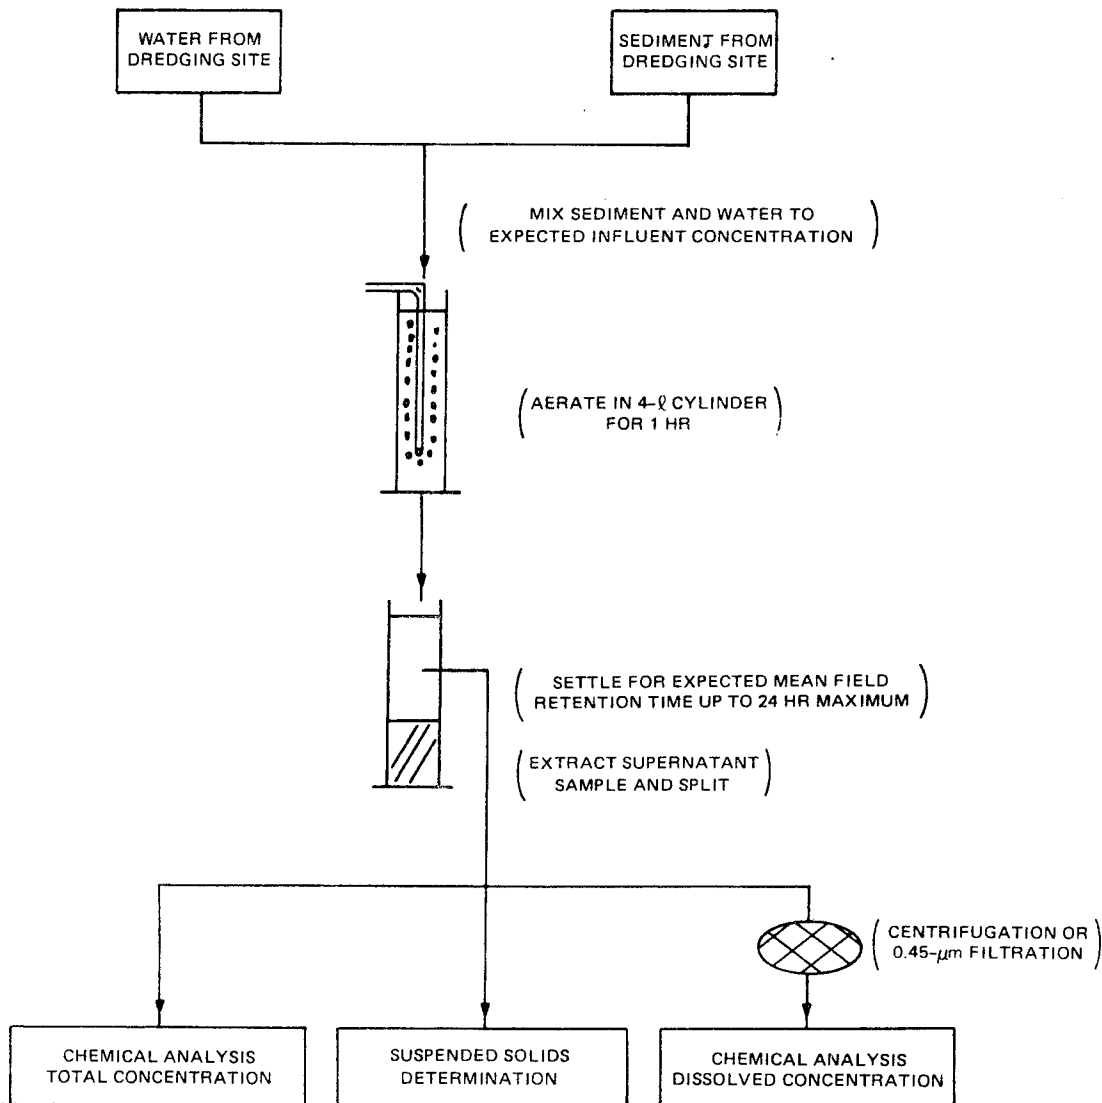 WATER FROM
DREDGING SITE
SEDIMENT FROM
DREDGING SITE
(MIX SEDIMENT AND WATER TO
EXPECTED INFLUENT CONCENTRATION)
(AERATE IN 4-ℓ CYLINDER
FOR 1 HR)
(SETTLE FOR EXPECTED MEAN FIELD
RETENTION TIME UP TO 24 HR MAXIMUM)
(EXTRACT SUPERNATANT
SAMPLE AND SPLIT)
(CENTRIFUGATION OR
0.45-μm FILTRATION)
CHEMICAL ANALYSIS
TOTAL CONCENTRATION
SUSPENDED SOLIDS
DETERMINATION
CHEMICAL ANALYSIS
DISSOLVED CONCENTRATION